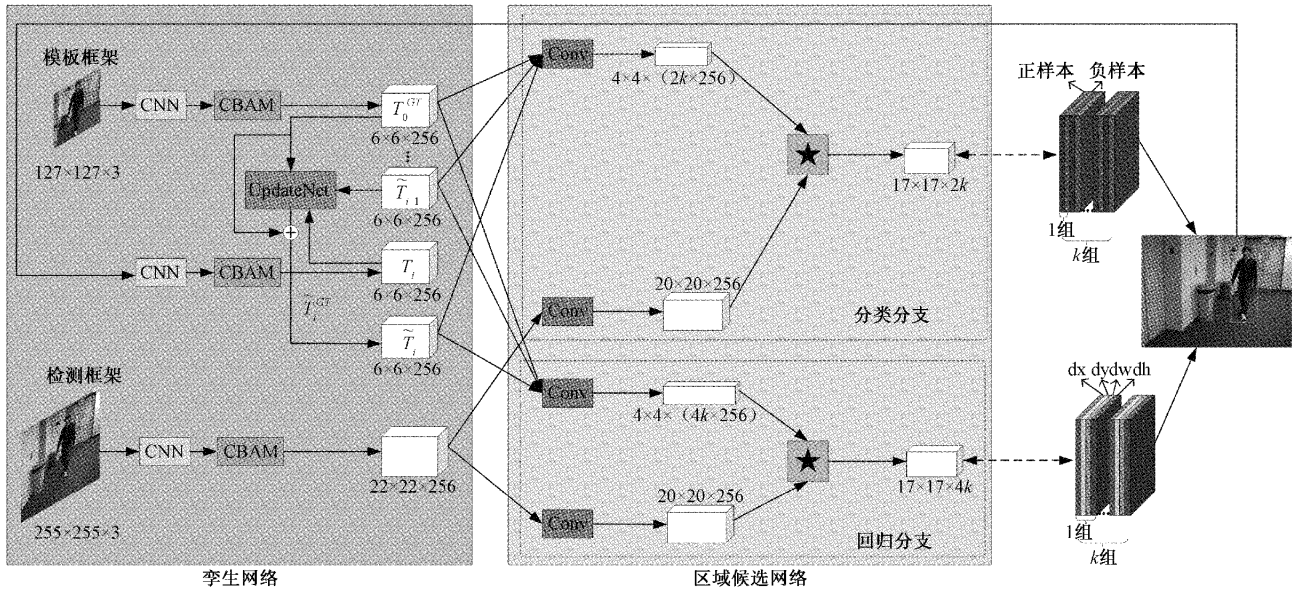 模板框架
CNN
CBAM
T_0^{GT}
127×127×3
6×6×256
UpdateNet
T̃_{i-1}
6×6×256
CNN
CBAM
T_i
6×6×256
T̃_i^{GT}
T̃_i
6×6×256
检测框架
CNN
CBAM
22×22×256
255×255×3
孪生网络
Conv
4×4×（2k×256）
★
17×17×2k
Conv
20×20×256
分类分支
Conv
4×4×（4k×256）
★
17×17×4k
Conv
20×20×256
回归分支
区域候选网络
正样本 负样本
1组
k组
dx dydwdh
1组
k组